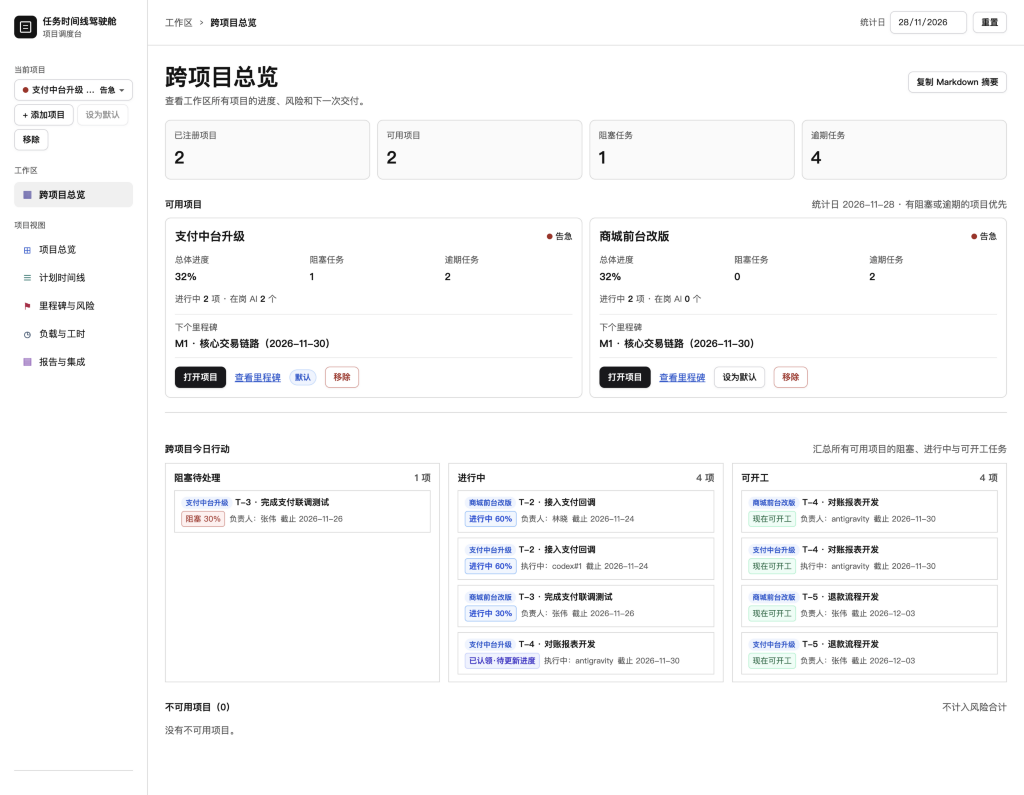 任务时间线驾驶舱
项目调度台
当前项目
支付中台升级 ... 告急
+ 添加项目 设为默认
移除
工作区
跨项目总览
项目视图
项目总览
计划时间线
里程碑与风险
负载与工时
报告与集成
工作区 › 跨项目总览
统计日 28/11/2026 重置
跨项目总览
查看工作区所有项目的进度、风险和下一次交付。
复制 Markdown 摘要
已注册项目
2
可用项目
2
阻塞任务
1
逾期任务
4
可用项目
统计日 2026-11-28 · 有阻塞或逾期的项目优先
支付中台升级 告急
总体进度 阻塞任务 逾期任务
32% 1 2
进行中 2 项 · 在岗 AI 2 个
下个里程碑
M1 · 核心交易链路（2026-11-30）
打开项目 查看里程碑 默认 移除
商城前台改版 告急
总体进度 阻塞任务 逾期任务
32% 0 2
进行中 2 项 · 在岗 AI 0 个
下个里程碑
M1 · 核心交易链路（2026-11-30）
打开项目 查看里程碑 设为默认 移除
跨项目今日行动
汇总所有可用项目的阻塞、进行中与可开工任务
阻塞待处理 1 项
支付中台升级 T-3 · 完成支付联调测试
阻塞 30% 负责人：张伟 截止 2026-11-26
进行中 4 项
商城前台改版 T-2 · 接入支付回调
进行中 60% 负责人：林晓 截止 2026-11-24
支付中台升级 T-2 · 接入支付回调
进行中 60% 执行中：codex#1 截止 2026-11-24
商城前台改版 T-3 · 完成支付联调测试
进行中 30% 负责人：张伟 截止 2026-11-26
支付中台升级 T-4 · 对账报表开发
已认领·待更新进度 执行中：antigravity 截止 2026-11-30
可开工 4 项
商城前台改版 T-4 · 对账报表开发
现在可开工 负责人：antigravity 截止 2026-11-30
支付中台升级 T-4 · 对账报表开发
现在可开工 执行中：antigravity 截止 2026-11-30
商城前台改版 T-5 · 退款流程开发
现在可开工 负责人：张伟 截止 2026-12-03
支付中台升级 T-5 · 退款流程开发
现在可开工 负责人：张伟 截止 2026-12-03
不可用项目（0）
不计入风险合计
没有不可用项目。